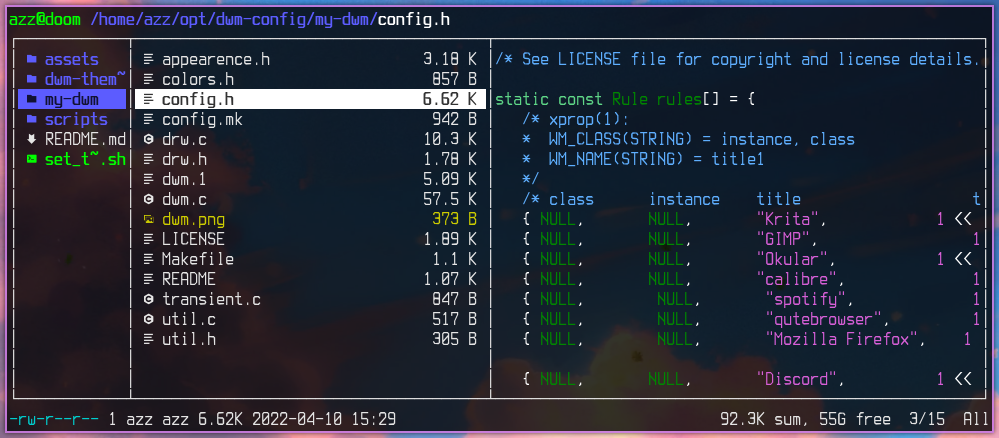 azz@doom /home/azz/opt/dwm-config/my-dwm/config.h
assets
dwm-them~
my-dwm
scripts
README.md
set_t~.sh
appearence.h 3.18 K
colors.h 857 B
config.h 6.62 K
config.mk 942 B
drw.c 10.3 K
drw.h 1.78 K
dwm.1 5.09 K
dwm.c 57.5 K
dwm.png 373 B
LICENSE 1.89 K
Makefile 1.1 K
README 1.07 K
transient.c 847 B
util.c 517 B
util.h 305 B
/* See LICENSE file for copyright and license details.
static const Rule rules[] = {
/* xprop(1):
* WM_CLASS(STRING) = instance, class
* WM_NAME(STRING) = title1
*/
/* class instance title t
{ NULL, NULL, "Krita", 1 <<
{ NULL, NULL, "GIMP", 1
{ NULL, NULL, "Okular", 1 <<
{ NULL, NULL, "calibre", 1
{ NULL, NULL, "spotify", 1
{ NULL, NULL, "qutebrowser", 1
{ NULL, NULL, "Mozilla Firefox", 1
{ NULL, NULL, "Discord", 1 <<
-rw-r--r-- 1 azz azz 6.62K 2022-04-10 15:29 92.3K sum, 55G free 3/15 All